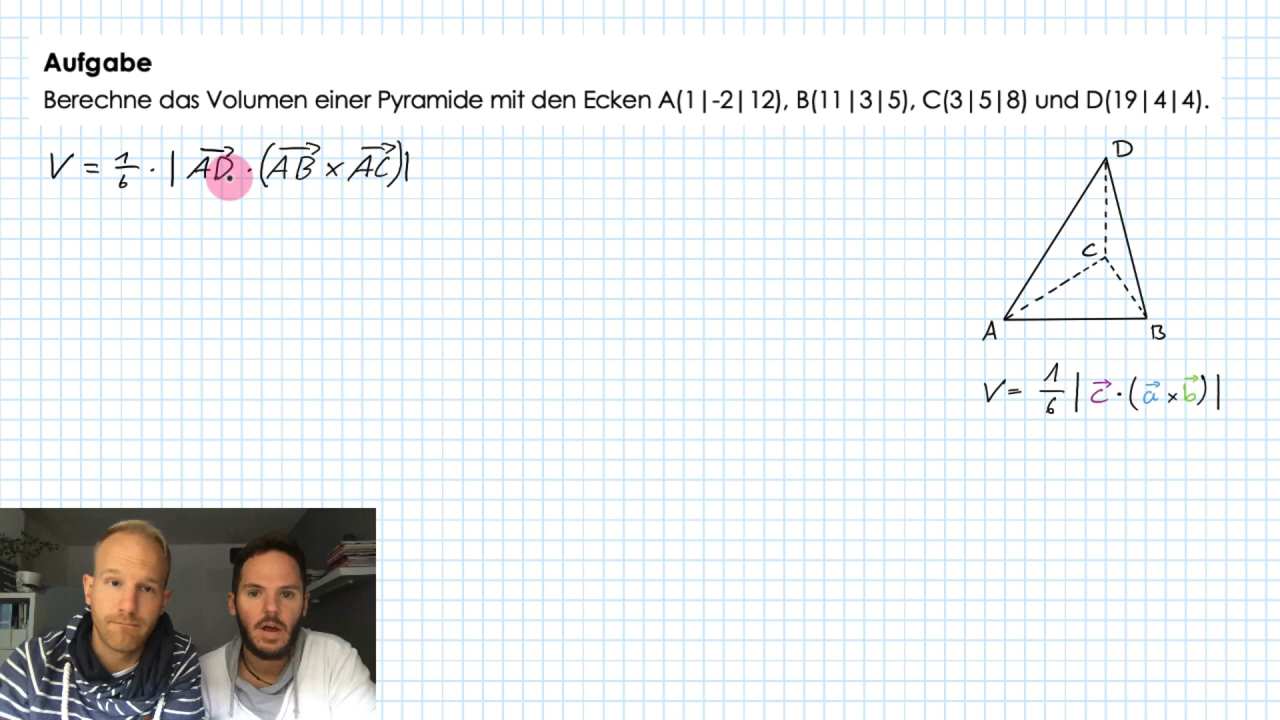 Aufgabe
Berechne das Volumen einer Pyramide mit den Ecken A(1|-2|12), B(11|3|5), C(3|5|8) und D(19|4|4).
V = 1/6 · | AD⃗ · (AB⃗ × AC⃗)|
D
C
A
B
V = 1/6 | c⃗ · (a⃗ × b⃗) |